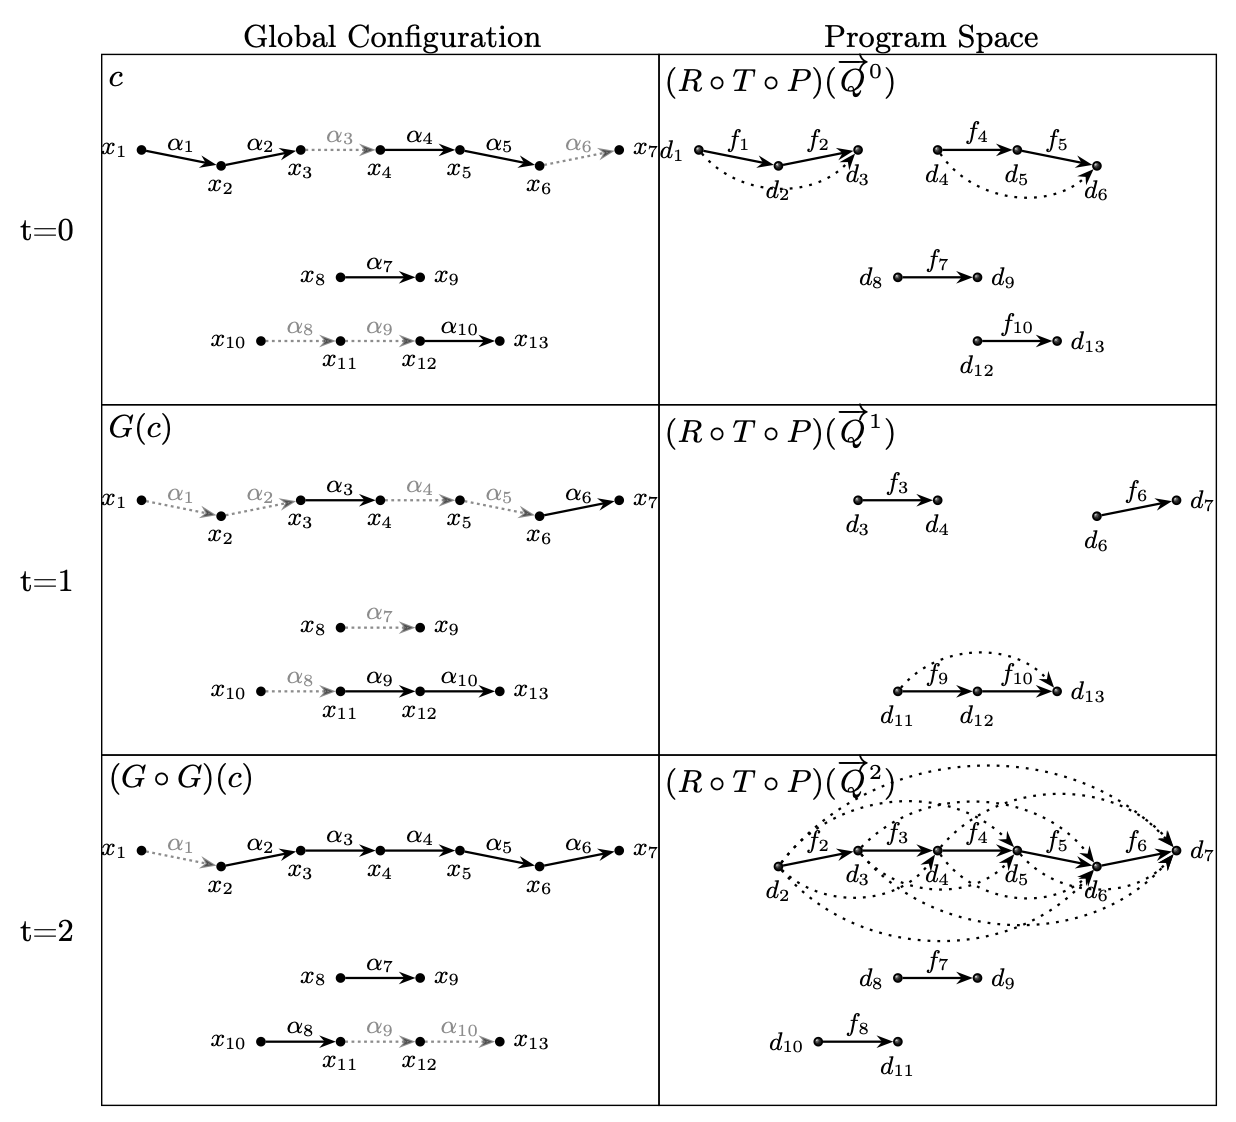 Global Configuration Program Space
c
x₁ α₁ α₂ α₃ α₄ α₅ α₆ x₇
x₂ x₃ x₄ x₅ x₆
x₈ α₇ x₉
x₁₀ α₈ α₉ α₁₀ x₁₃
x₁₁ x₁₂
t=0
(R ∘ T ∘ P)(Q⃗⁰)
d₁ f₁ f₂ f₄ f₅
d₂ d₃ d₄ d₅ d₆
d₈ f₇ d₉
f₁₀ d₁₃
d₁₂
G(c)
x₁ α₁ α₂ α₃ α₄ α₅ α₆ x₇
x₂ x₃ x₄ x₅ x₆
x₈ α₇ x₉
x₁₀ α₈ α₉ α₁₀ x₁₃
x₁₁ x₁₂
t=1
(R ∘ T ∘ P)(Q⃗¹)
f₃ f₆ d₇
d₃ d₄ d₆
f₉ f₁₀ d₁₃
d₁₁ d₁₂
(G ∘ G)(c)
x₁ α₁ α₂ α₃ α₄ α₅ α₆ x₇
x₂ x₃ x₄ x₅ x₆
x₈ α₇ x₉
x₁₀ α₈ α₉ α₁₀ x₁₃
x₁₁ x₁₂
t=2
(R ∘ T ∘ P)(Q⃗²)
f₂ f₃ f₄ f₅ f₆ d₇
d₂ d₃ d₄ d₅ d₆
d₈ f₇ d₉
d₁₀ f₈
d₁₁